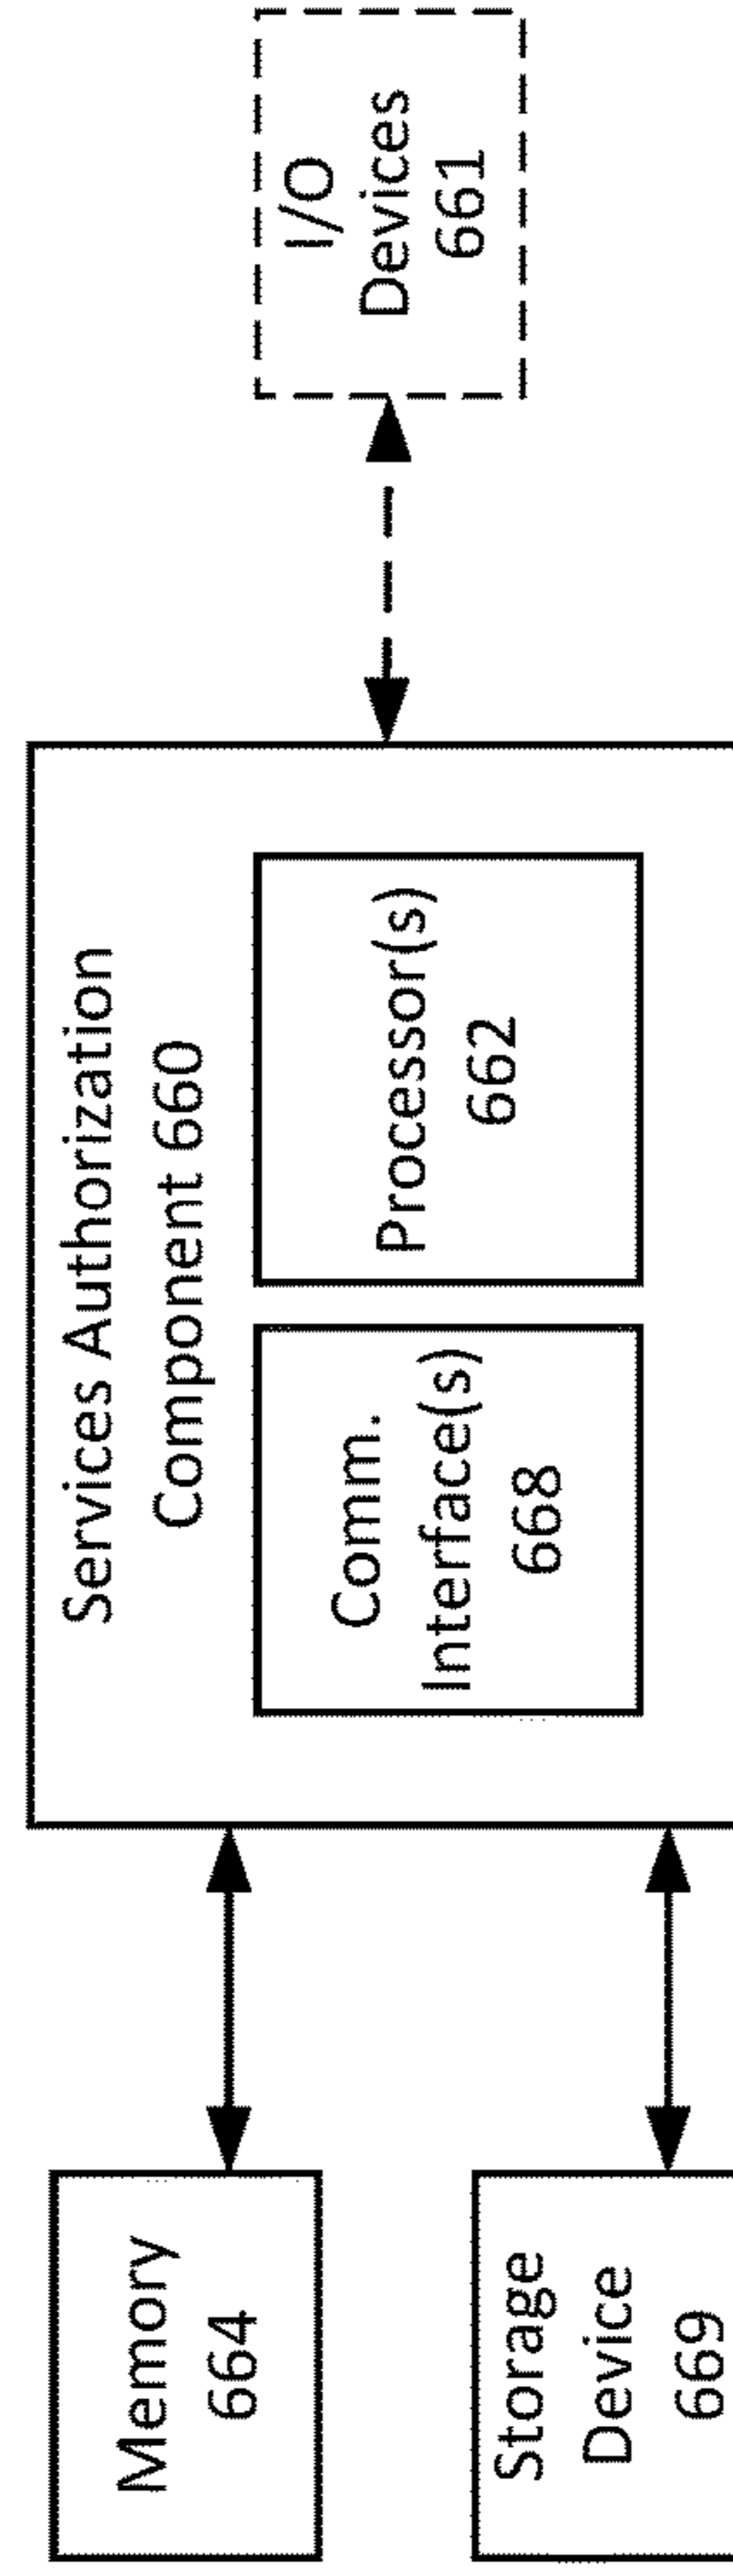 Memory
664
Storage
Device
669
Services Authorization
Component 660
Comm.
Interface(s)
668
Processor(s)
662
I/O
Devices
661